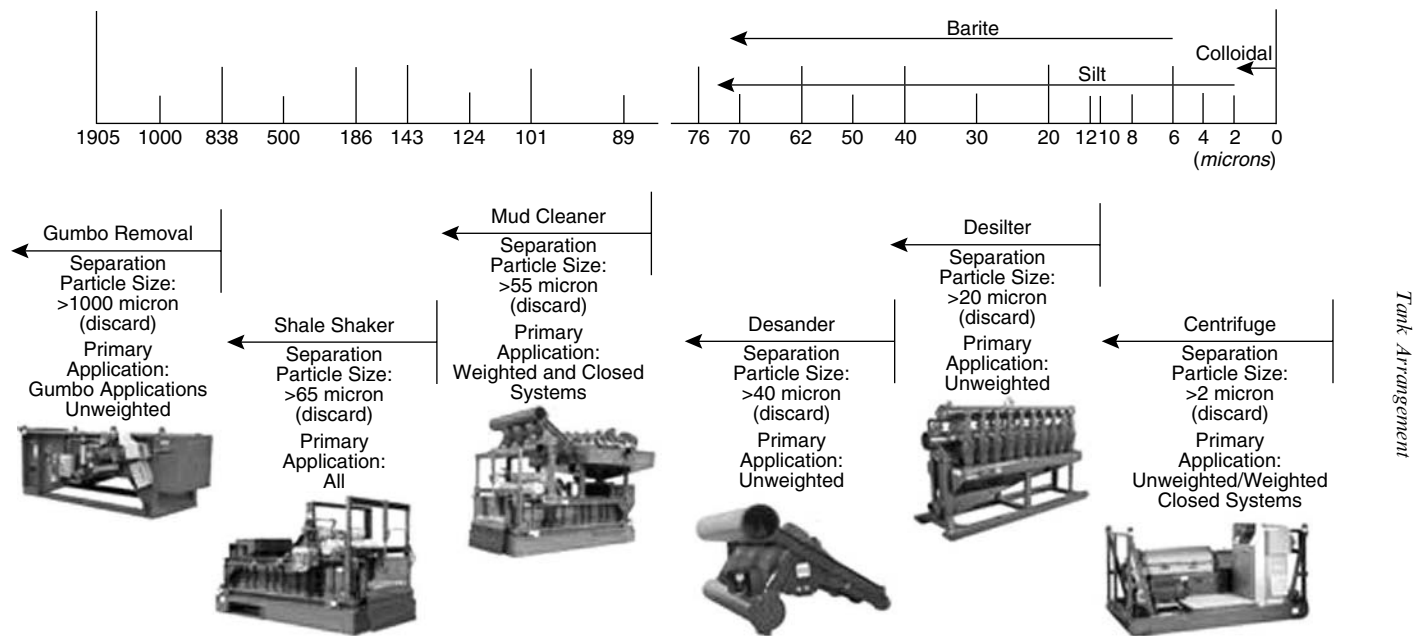 Barite
Colloidal
Silt
1905 1000 838 500 186 143 124 101 89 76 70 62 50 40 30 20 12 10 8 6 4 2 0
(microns)
Gumbo Removal
Separation
Particle Size:
>1000 micron
(discard)
Primary
Application:
Gumbo Applications
Unweighted
Shale Shaker
Separation
Particle Size:
>65 micron
(discard)
Primary
Application:
All
Mud Cleaner
Separation
Particle Size:
>55 micron
(discard)
Primary
Application:
Weighted and Closed
Systems
Desander
Separation
Particle Size:
>40 micron
(discard)
Primary
Application:
Unweighted
Desilter
Separation
Particle Size:
>20 micron
(discard)
Primary
Application:
Unweighted
Centrifuge
Separation
Particle Size:
>2 micron
(discard)
Primary
Application:
Unweighted/Weighted
Closed Systems
Tank Arrangement